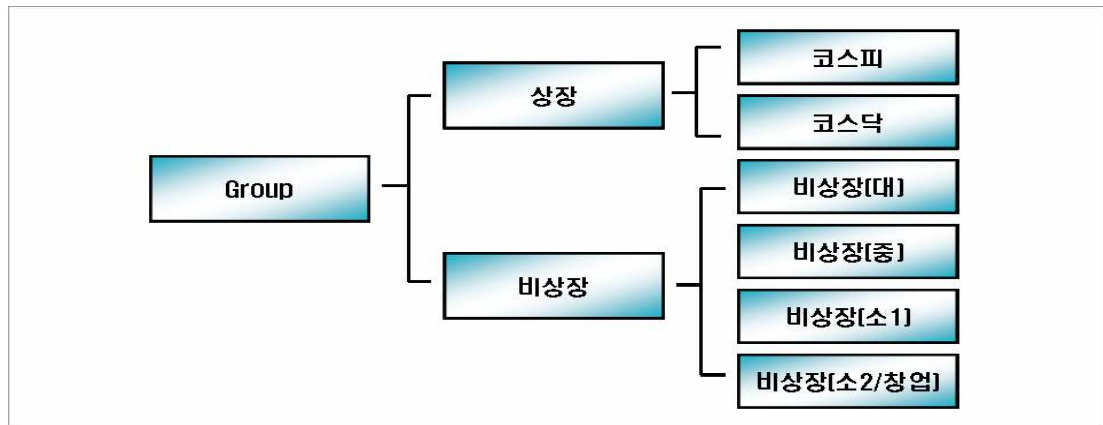 Group
상장
코스피
코스닥
비상장
비상장(대)
비상장(중)
비상장(소1)
비상장(소2/창업)